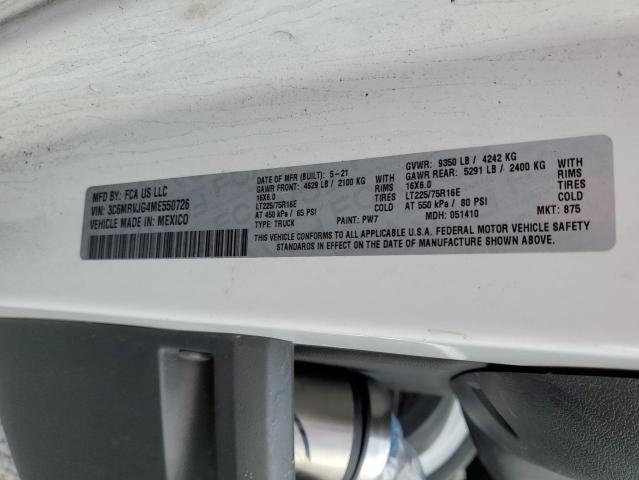 MFD BY: FCA US LLC
VIN: 3C6MRVJG4ME550726
VEHICLE MADE IN: MEXICO
DATE OF MFR (BUILT): 5-21
GAWR FRONT: 4629 LB / 2100 KG
16X6.0 WITH RIMS
LT225/75R16E TIRES
AT 450 kPa / 65 PSI COLD
TYPE: TRUCK PAINT: PW7
GVWR: 9350 LB / 4242 KG
GAWR REAR: 5291 LB / 2400 KG
16X6.0 WITH RIMS
LT225/75R16E TIRES
AT 550 kPa / 80 PSI COLD
MDH: 051410 MKT: 875
THIS VEHICLE CONFORMS TO ALL APPLICABLE U.S.A. FEDERAL MOTOR VEHICLE SAFETY
STANDARDS IN EFFECT ON THE DATE OF MANUFACTURE SHOWN ABOVE.